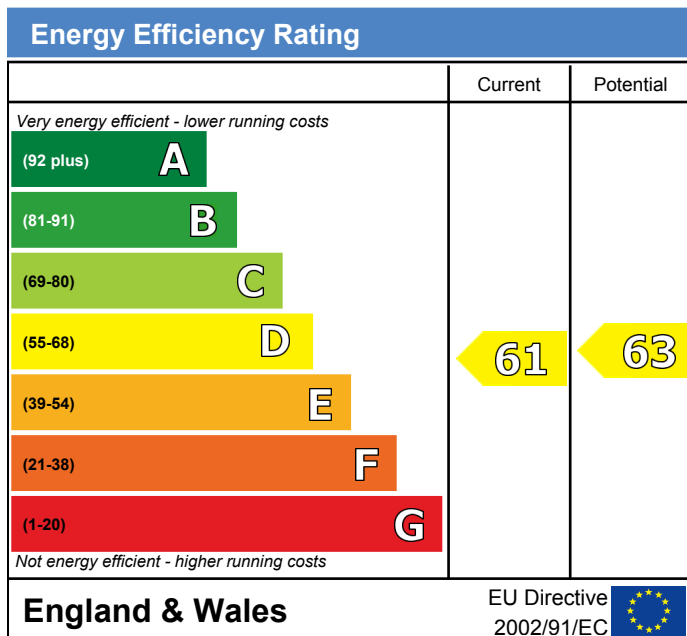 Energy Efficiency Rating
Current Potential
Very energy efficient - lower running costs
(92 plus) A
(81-91) B
(69-80) C
(55-68) D
61 63
(39-54) E
(21-38) F
(1-20) G
Not energy efficient - higher running costs
England & Wales
EU Directive
2002/91/EC